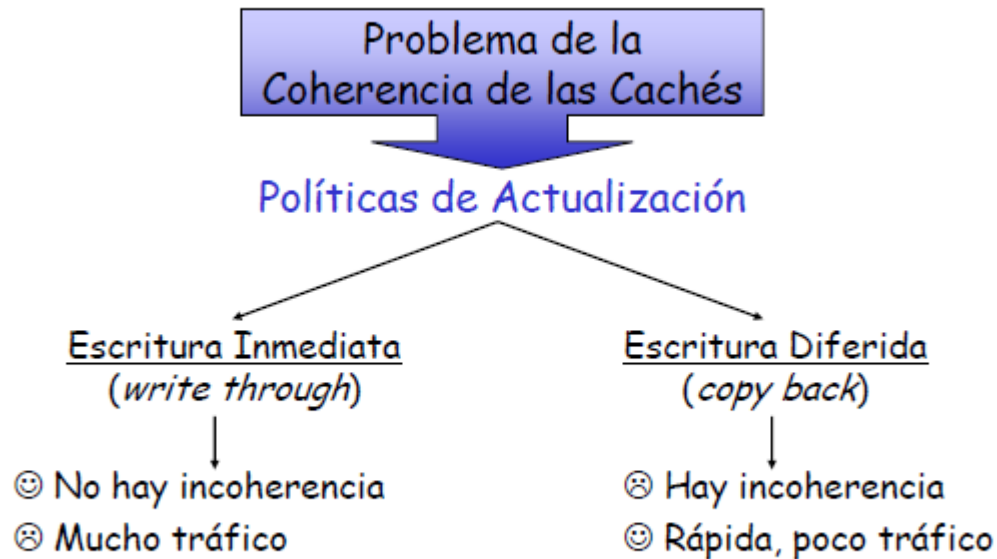 Problema de la
Coherencia de las Cachés
Políticas de Actualización
Escritura Inmediata
(write through)
☺ No hay incoherencia
☹ Mucho tráfico
Escritura Diferida
(copy back)
☹ Hay incoherencia
☺ Rápida, poco tráfico